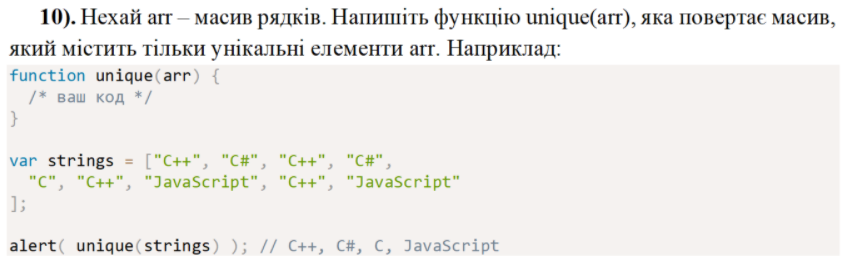 10). Нехай arr – масив рядків. Напишіть функцію unique(arr), яка повертає масив,
який містить тільки унікальні елементи arr. Наприклад:
function unique(arr) {
  /* ваш код */
}
var strings = ["C++", "C#", "C++", "C#",
  "C", "C++", "JavaScript", "C++", "JavaScript"
];
alert( unique(strings) ); // C++, C#, C, JavaScript